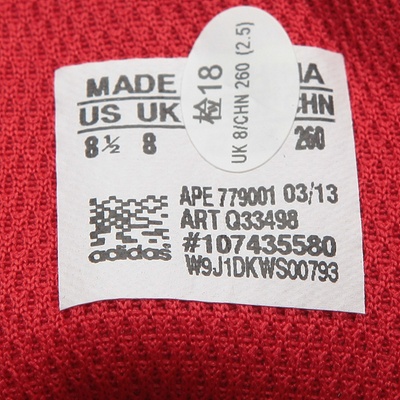 MADE
US UK
HN
8½ 8
260
检18
UK 8/CHN 260 (2.5)
APE 779001 03/13
ART Q33498
#107435580
adidas
W9J1DKWS00793